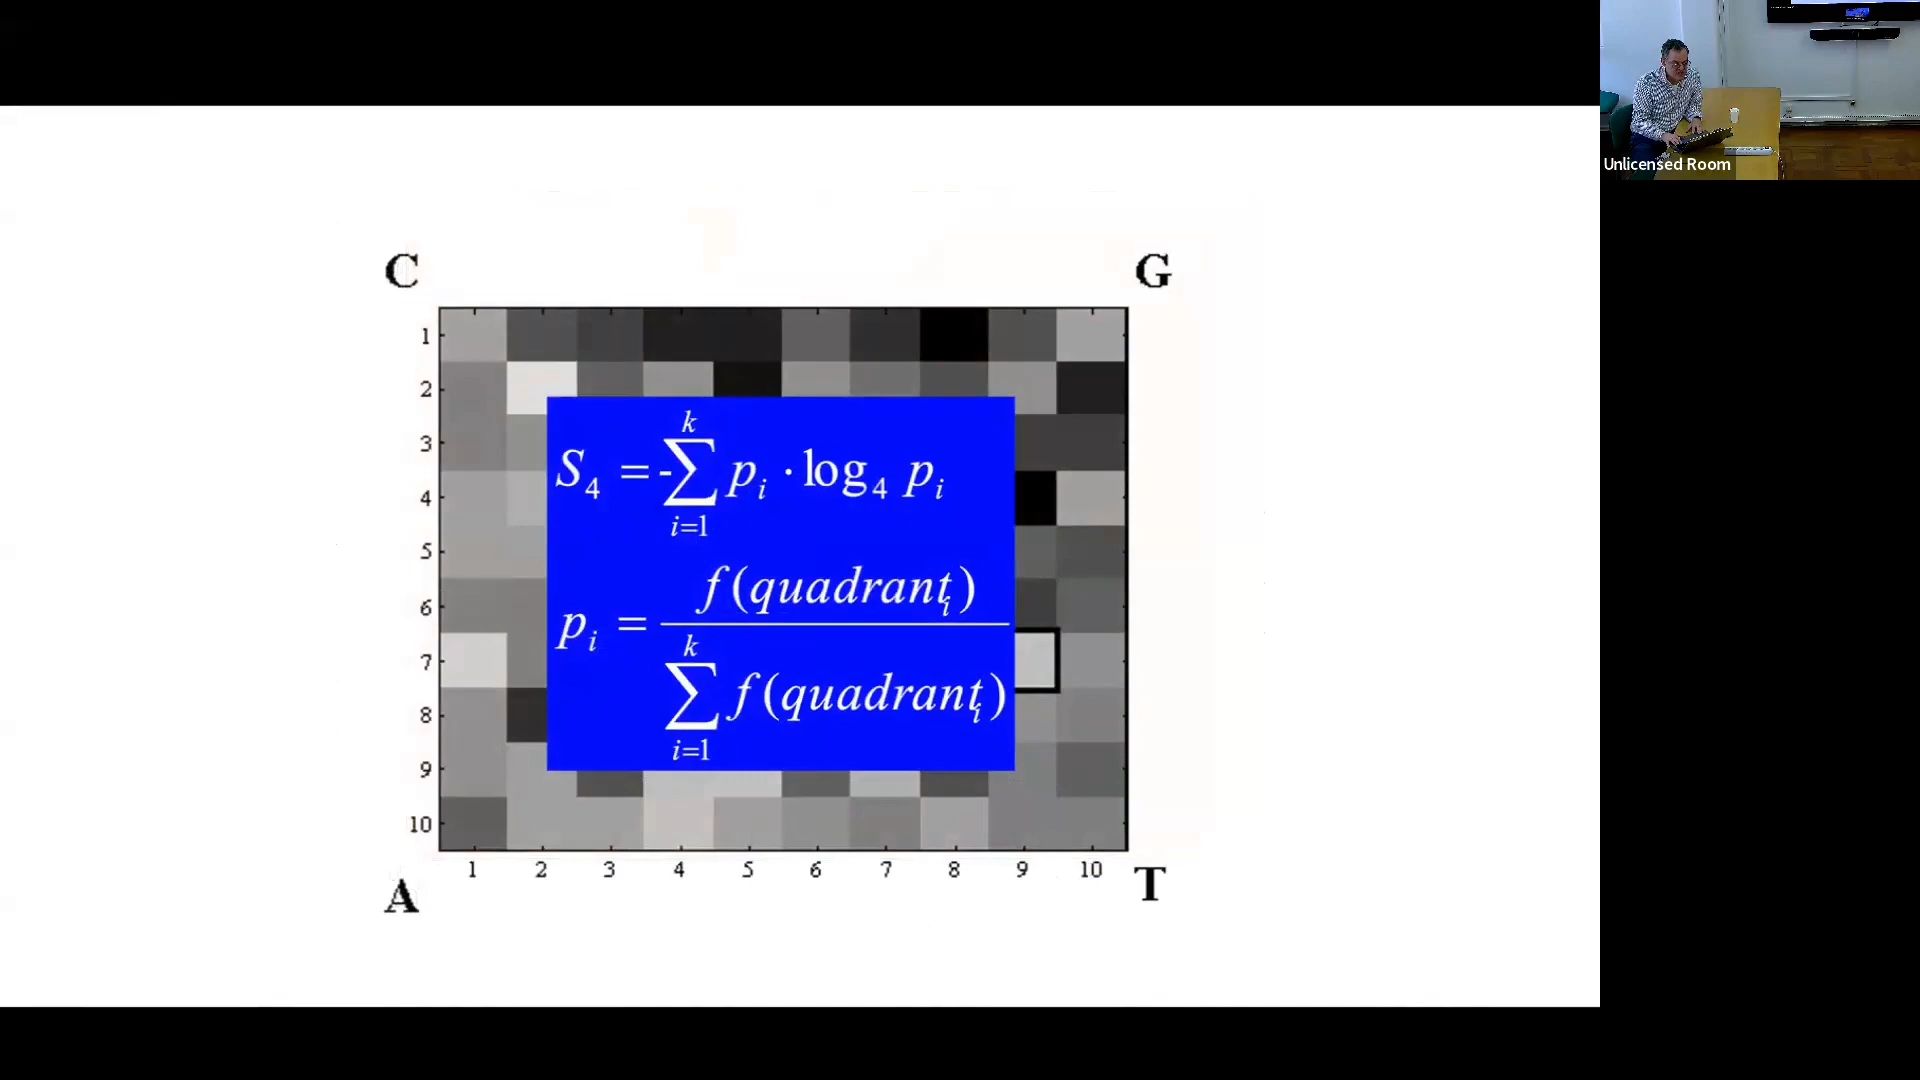 Unlicensed Room
C G
1
2
3
4
5
6
7
8
9
10
S₄ = -∑ᵢ₌₁ᵏ pᵢ · log₄ pᵢ
pᵢ = f(quadrantᵢ) / ∑ᵢ₌₁ᵏ f(quadrantᵢ)
1 2 3 4 5 6 7 8 9 10
A T